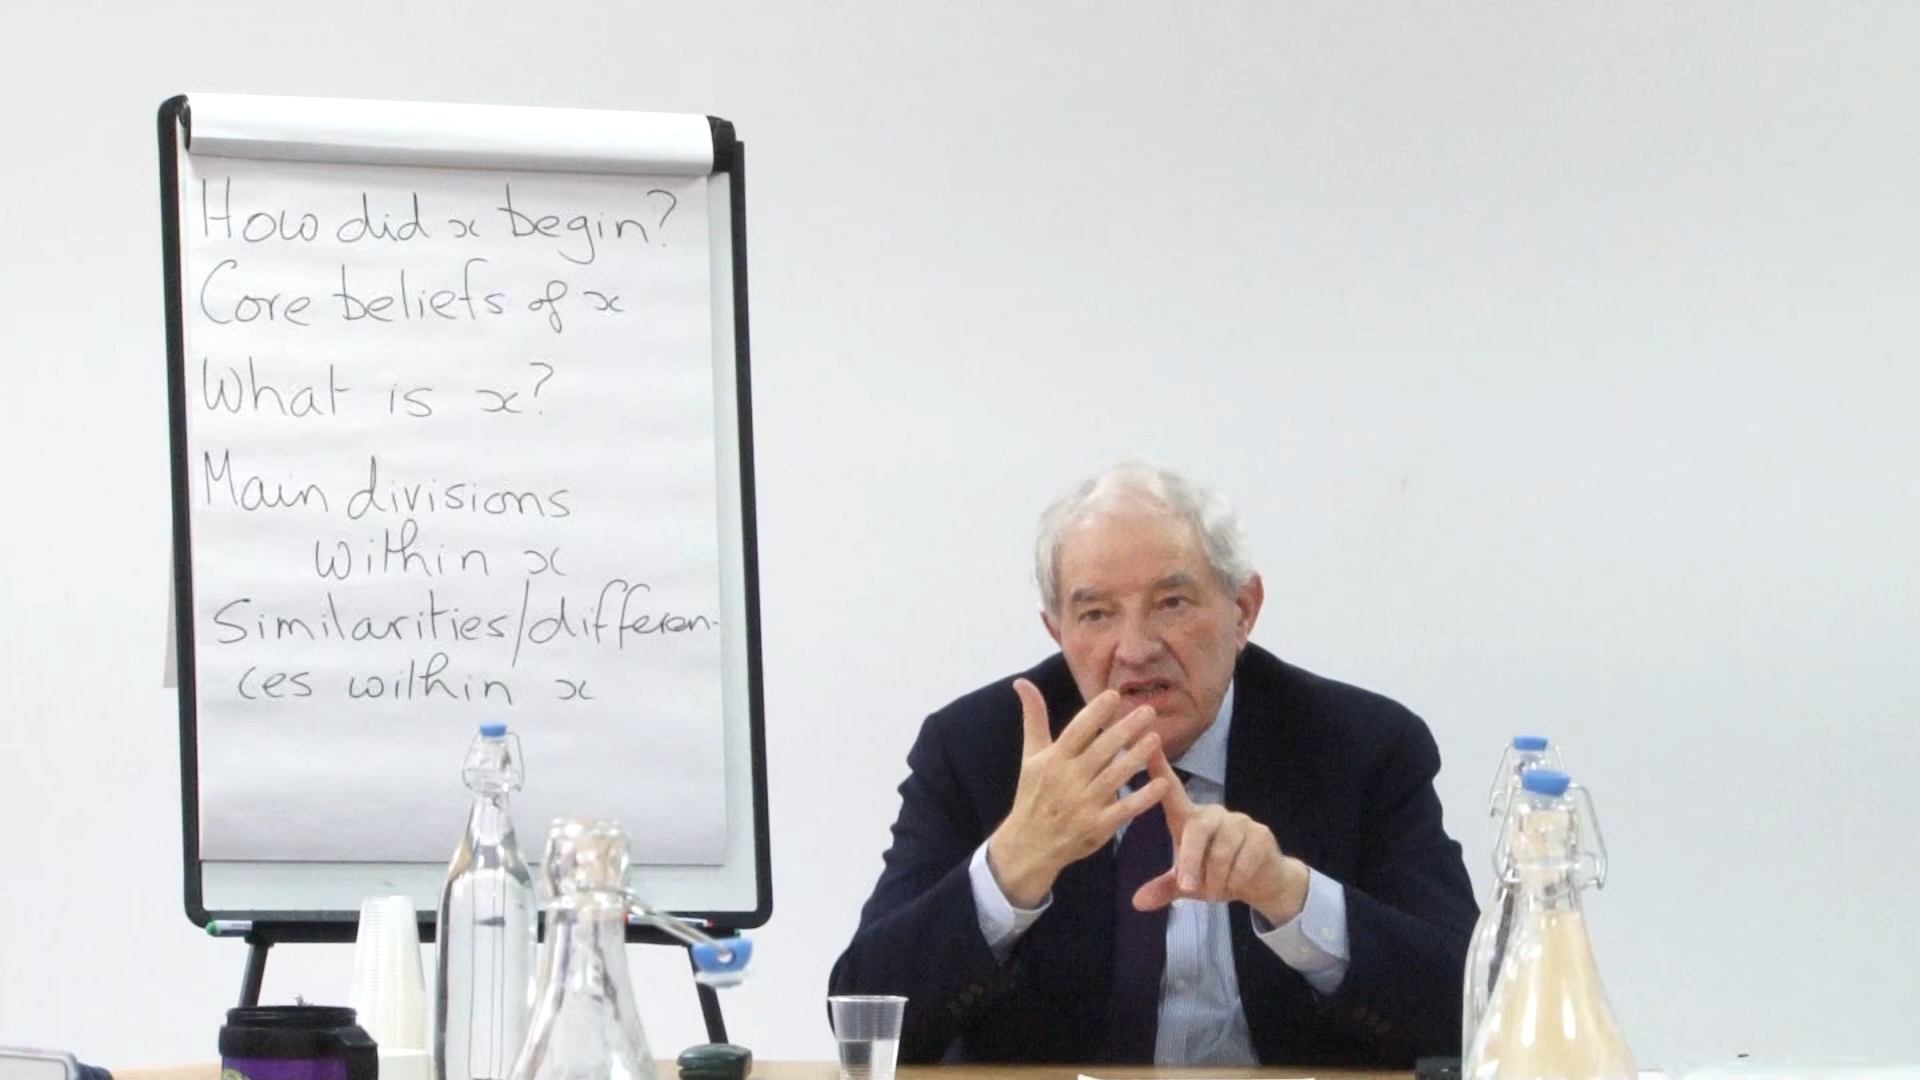 How did x begin?
Core beliefs of x
What is x?
Main divisions
within x
Similarities/differen-
ces within x